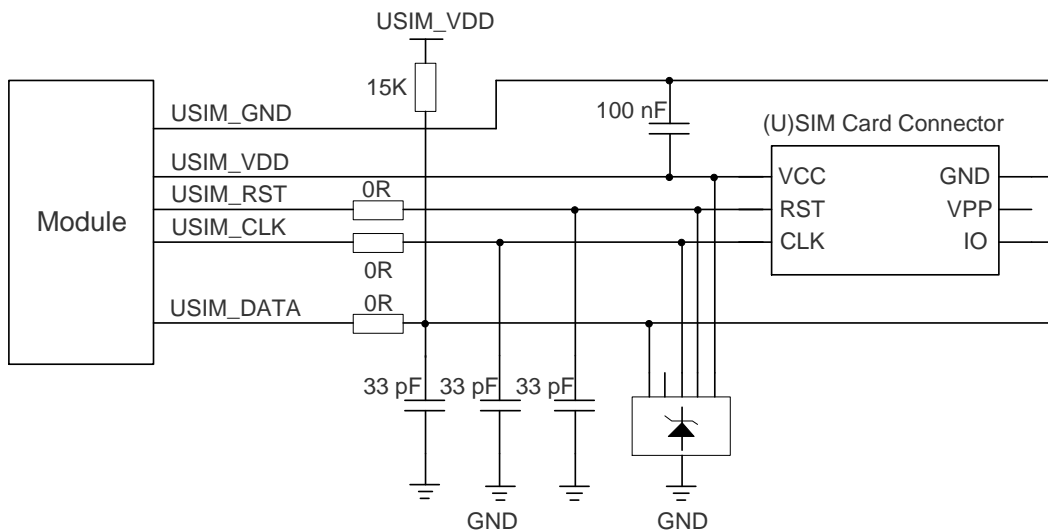 USIM_VDD
15K
USIM_GND
100 nF
(U)SIM Card Connector
USIM_VDD
VCC
GND
USIM_RST
0R
RST
VPP
Module
USIM_CLK
CLK
IO
0R
USIM_DATA
0R
33 pF
33 pF
33 pF
GND
GND